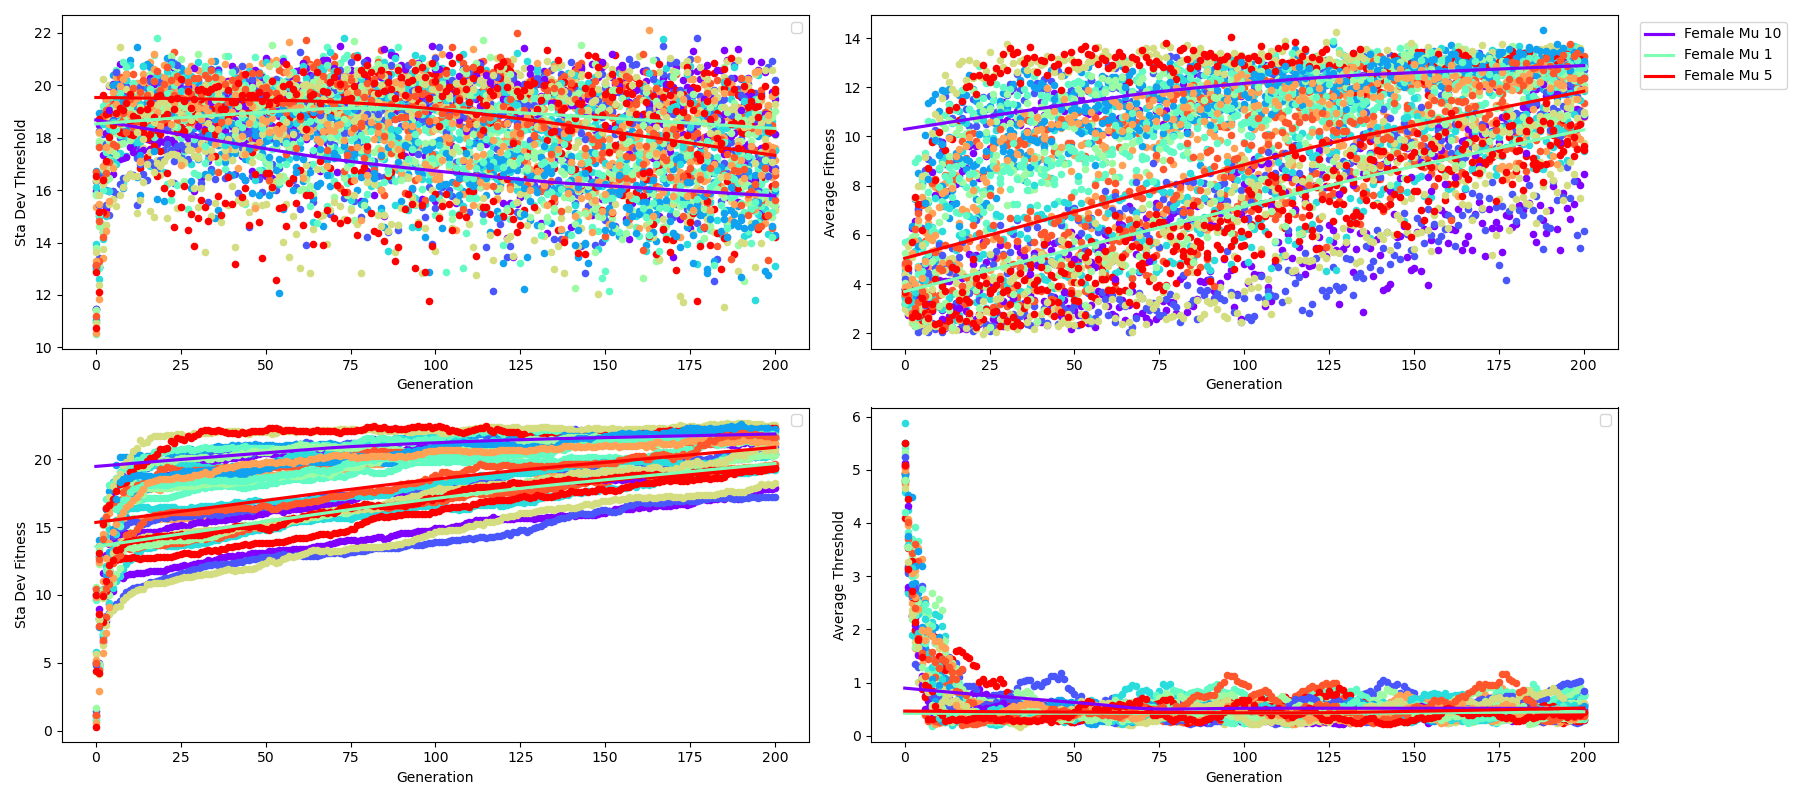 22
20
18
16
14
12
10
Sta Dev Threshold
0 25 50 75 100 125 150 175 200
Generation
14
12
10
8
6
4
2
Average Fitness
0 25 50 75 100 125 150 175 200
Generation
Female Mu 10
Female Mu 1
Female Mu 5
20
15
10
5
0
Sta Dev Fitness
0 25 50 75 100 125 150 175 200
Generation
6
5
4
3
2
1
0
Average Threshold
0 25 50 75 100 125 150 175 200
Generation